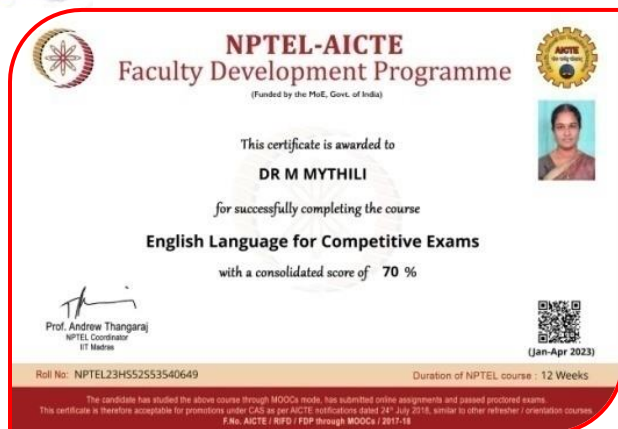 NPTEL-AICTE
Faculty Development Programme
(Funded by the MoE, Govt. of India)
AICTE
This certificate is awarded to
DR M MYTHILI
for successfully completing the course
English Language for Competitive Exams
with a consolidated score of 70 %
Prof. Andrew Thangaraj
NPTEL Coordinator
IIT Madras
(Jan-Apr 2023)
Roll No: NPTEL23HS52S53540649
Duration of NPTEL course : 12 Weeks
The candidate has studied the above course through MOOCs mode, has submitted online assignments and passed proctored exams.
This certificate is therefore acceptable for promotions under CAS as per AICTE notifications dated 24th July 2018, similar to other refresher / orientation courses.
F.No. AICTE / RIFD / FDP through MOOCs / 2017-18